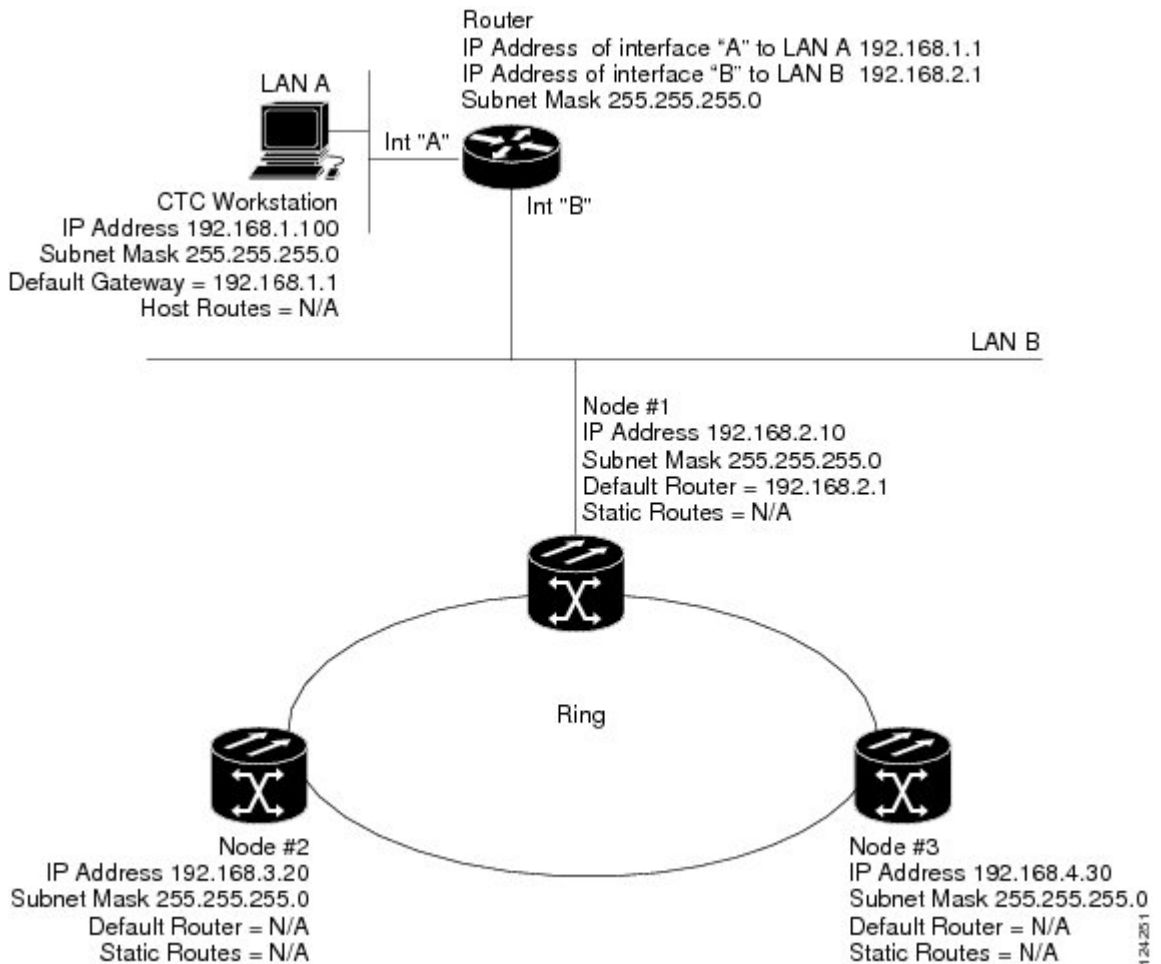 Router
IP Address of interface “A” to LAN A 192.168.1.1
IP Address of interface “B” to LAN B 192.168.2.1
Subnet Mask 255.255.255.0
LAN A
Int "A"
Int "B"
CTC Workstation
IP Address 192.168.1.100
Subnet Mask 255.255.255.0
Default Gateway = 192.168.1.1
Host Routes = N/A
LAN B
Node #1
IP Address 192.168.2.10
Subnet Mask 255.255.255.0
Default Router = 192.168.2.1
Static Routes = N/A
Ring
Node #2
IP Address 192.168.3.20
Subnet Mask 255.255.255.0
Default Router = N/A
Static Routes = N/A
Node #3
IP Address 192.168.4.30
Subnet Mask 255.255.255.0
Default Router = N/A
Static Routes = N/A
124251